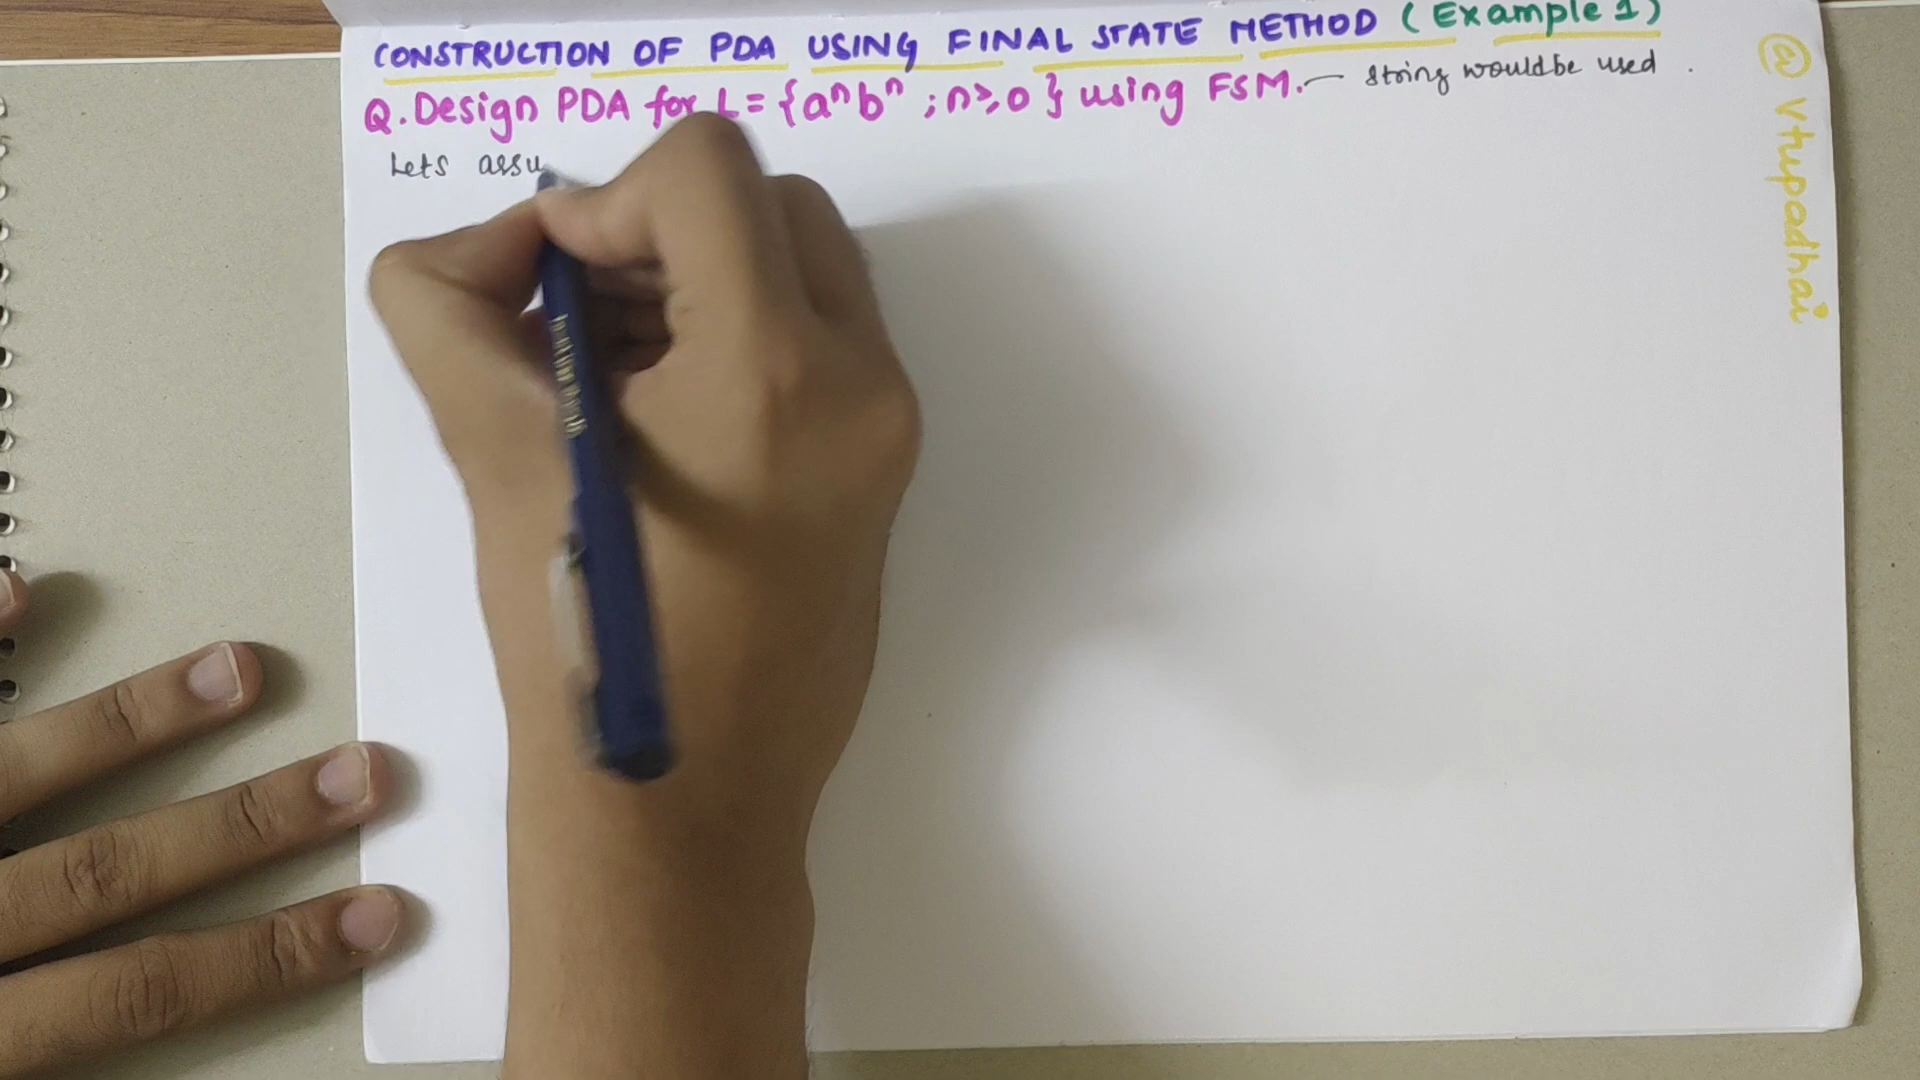 CONSTRUCTION OF PDA USING FINAL STATE METHOD (Example 1)
Q. Design PDA for L = {aⁿbⁿ ; n≥0} using FSM. — string would be used .
Lets assu
@vtupadhai